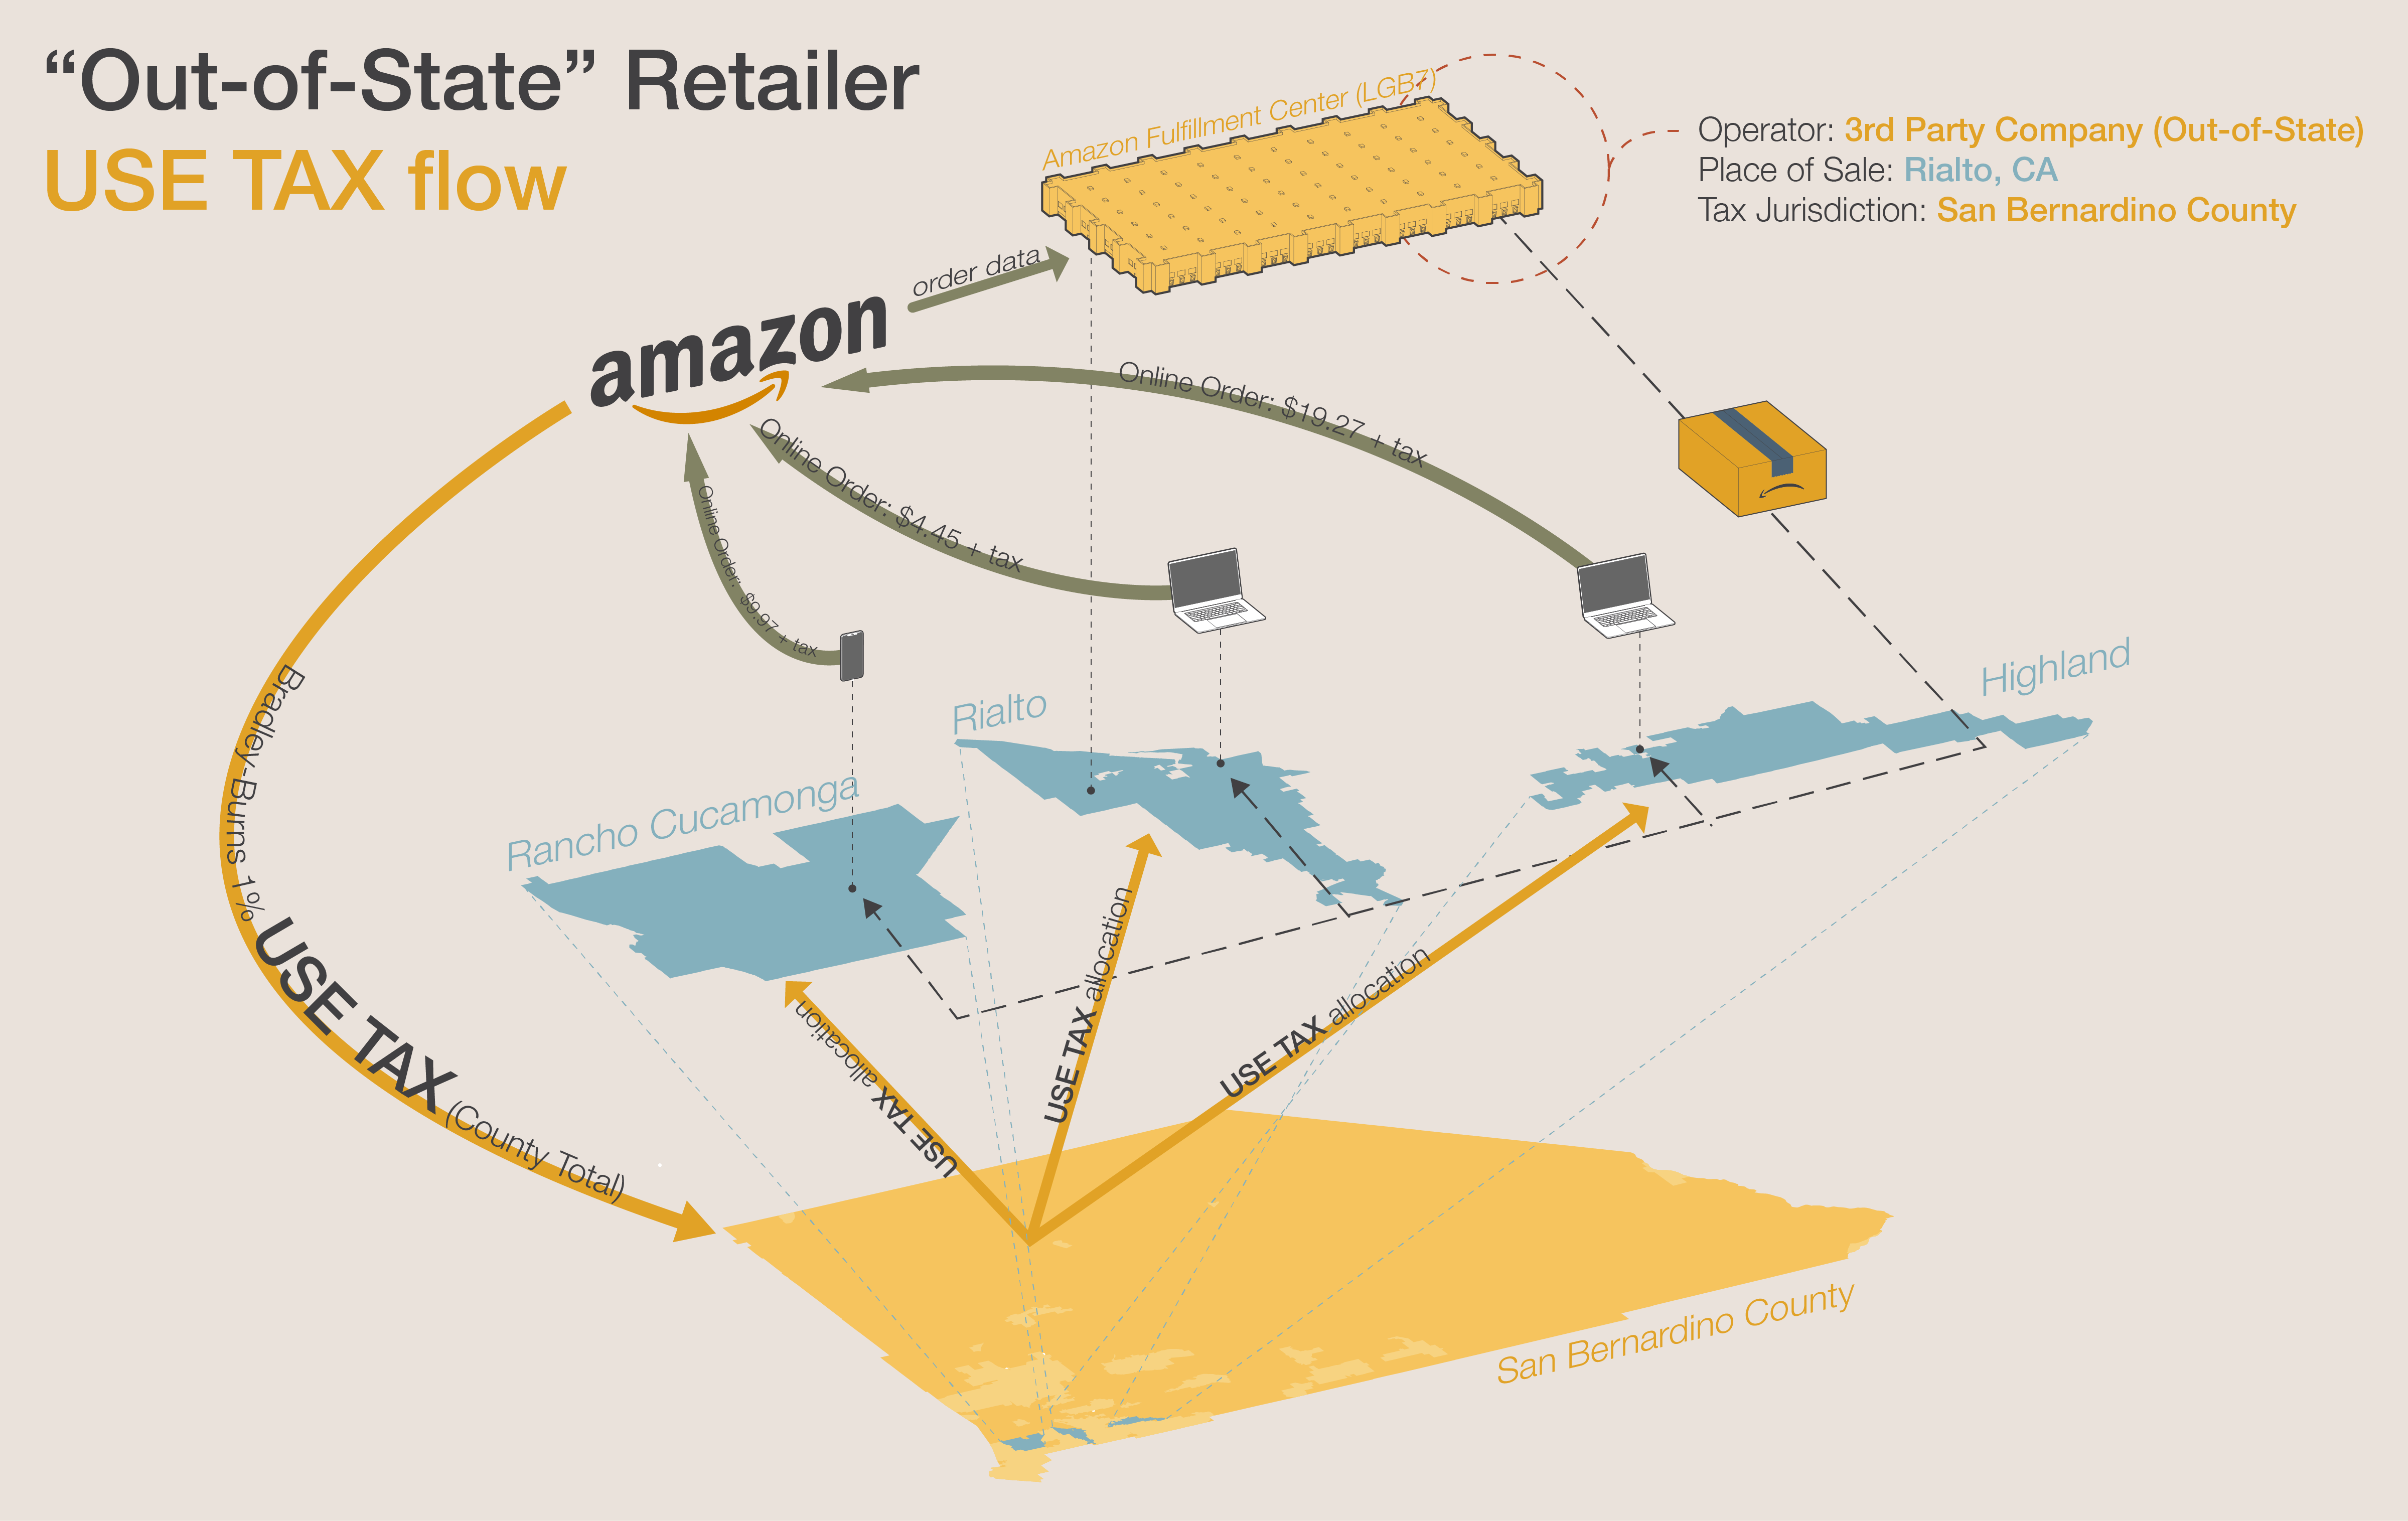 “Out-of-State” Retailer
USE TAX flow
Amazon Fulfillment Center (LGB7)
Operator: 3rd Party Company (Out-of-State)
Place of Sale: Rialto, CA
Tax Jurisdiction: San Bernardino County
order data
amazon
Online Order: $19.27 + tax
Online Order: $4.45 + tax
Online Order: $9.97 + tax
Highland
Rialto
Rancho Cucamonga
Bradley-Burns 1% USE TAX (County Total)
USE TAX allocation
USE TAX allocation
USE TAX allocation
San Bernardino County